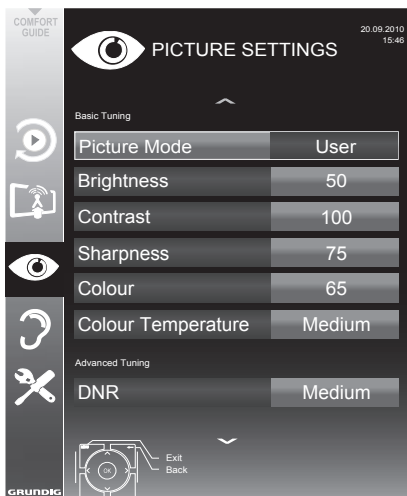 COMFORT
GUIDE
20.09.2010
15:46
PICTURE SETTINGS
Basic Tuning
Picture Mode User
Brightness 50
Contrast 100
Sharpness 75
Colour 65
Colour Temperature Medium
Advanced Tuning
DNR Medium
Exit
OK
Back
GRUNDIG